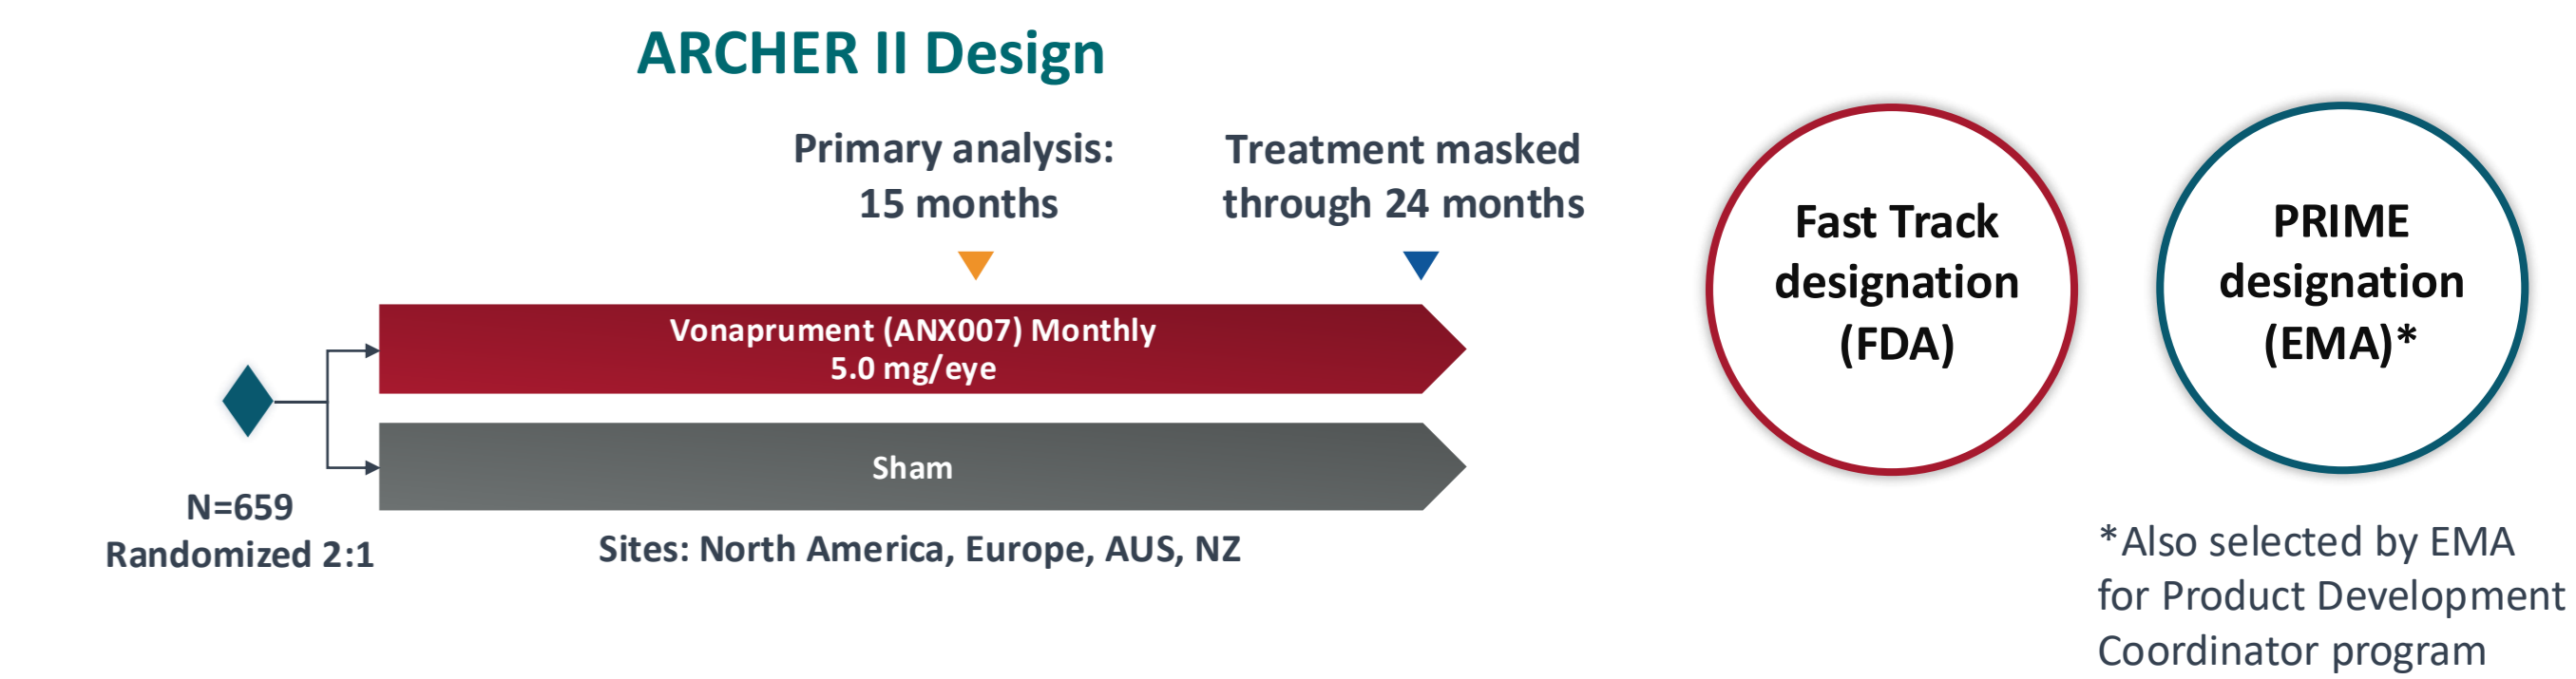 ARCHER II Design
Primary analysis:
15 months
Treatment masked
through 24 months
Vonaprument (ANX007) Monthly
5.0 mg/eye
Sham
N=659
Randomized 2:1
Sites: North America, Europe, AUS, NZ
Fast Track
designation
(FDA)
PRIME
designation
(EMA)*
*Also selected by EMA
for Product Development
Coordinator program